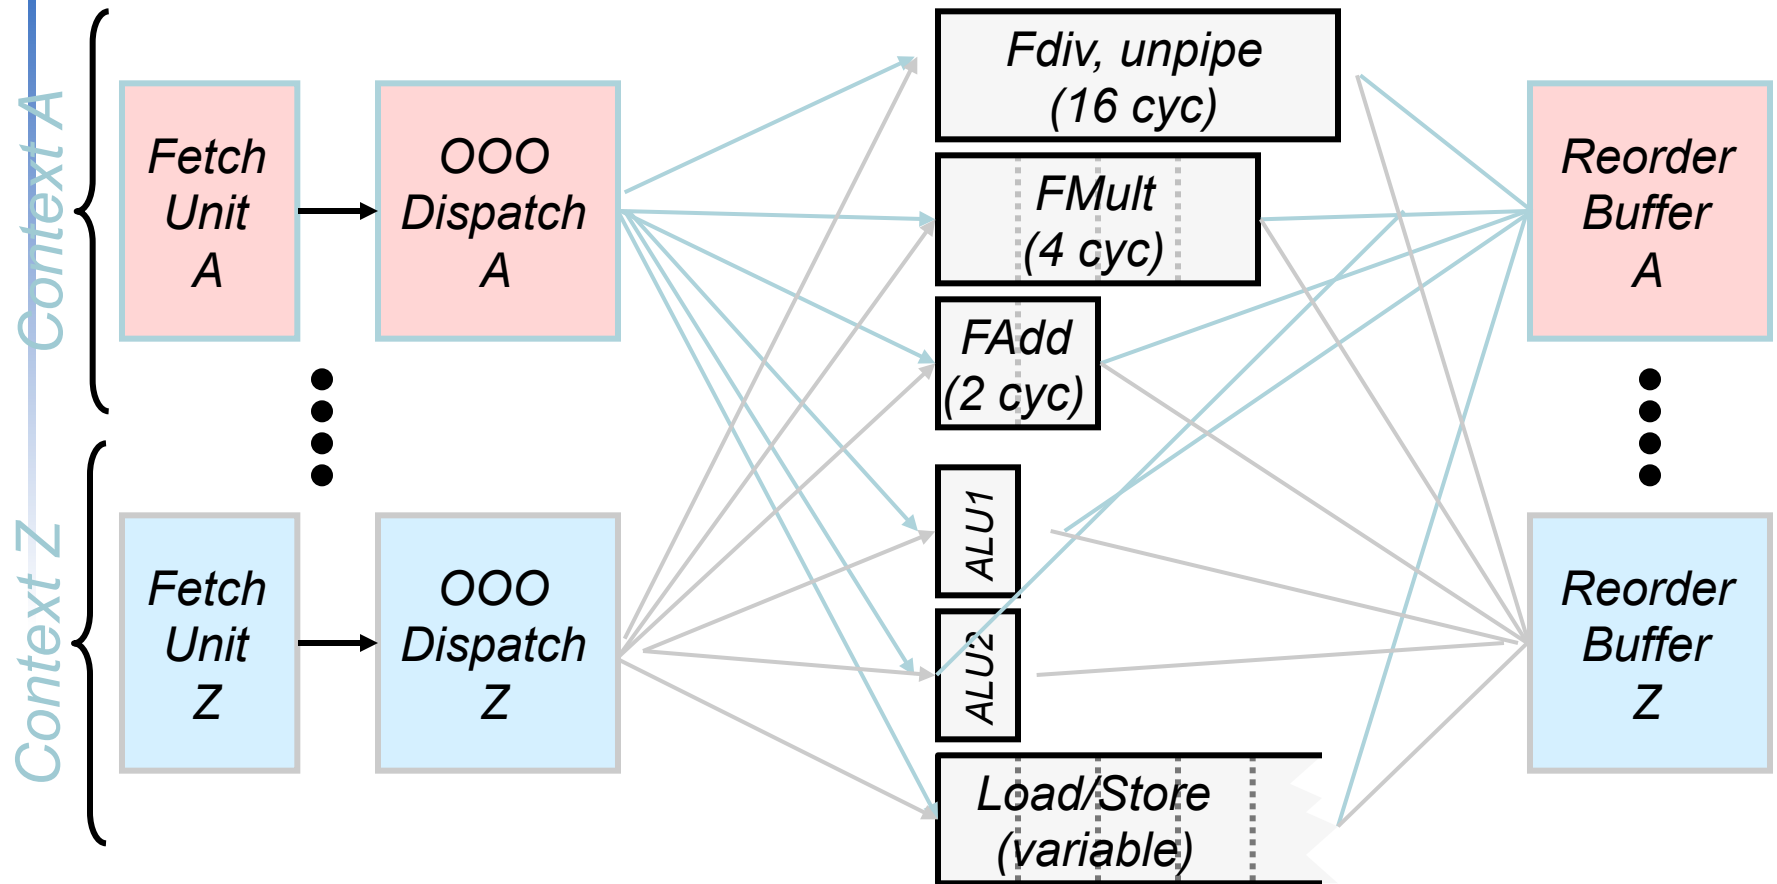 Context A
Fetch
Unit
A
OOO
Dispatch
A
Fdiv, unpipe
(16 cyc)
FMult
(4 cyc)
FAdd
(2 cyc)
Reorder
Buffer
A
Context Z
Fetch
Unit
Z
OOO
Dispatch
Z
ALU1
ALU2
Load/Store
(variable)
Reorder
Buffer
Z